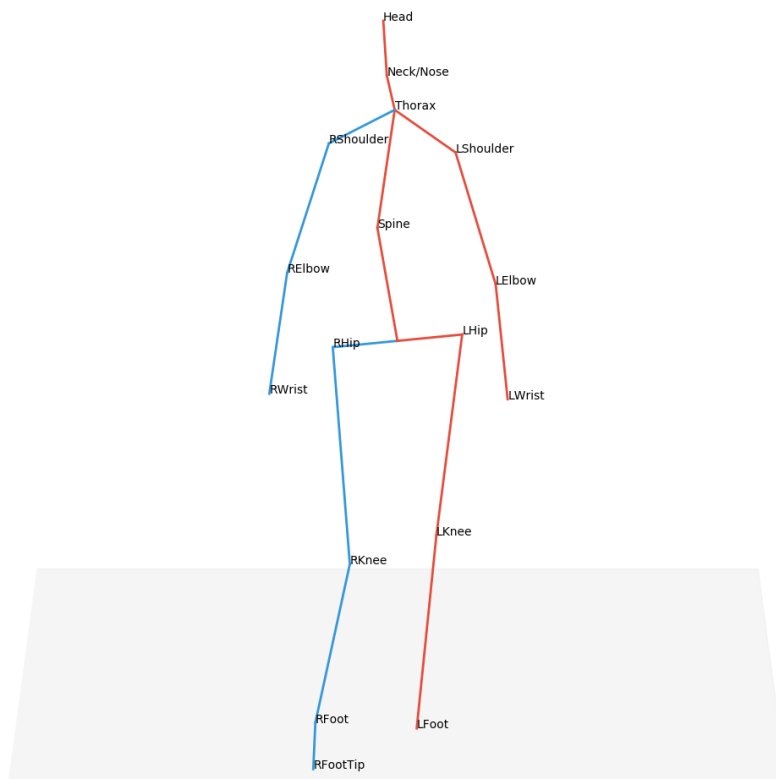 Head
Neck/Nose
Thorax
RShoulder
LShoulder
Spine
RElbow
LElbow
LHip
RHip
RWrist
LWrist
LKnee
RKnee
RFoot
LFoot
RFootTip